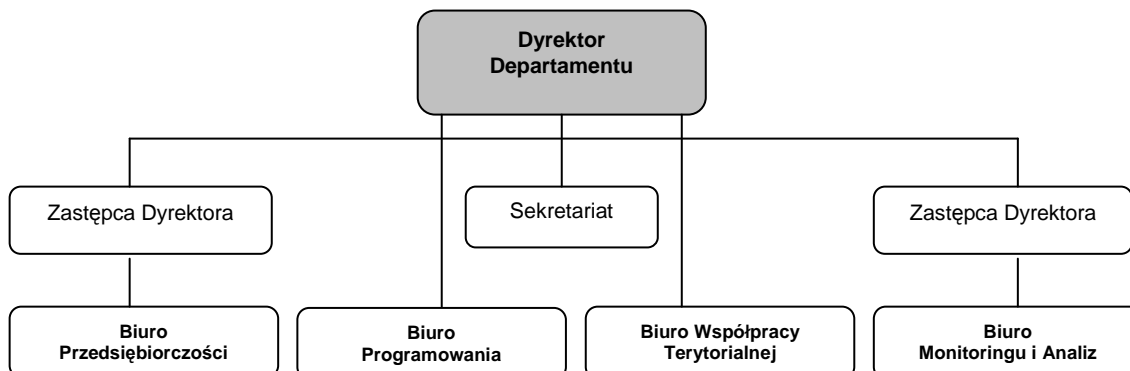 Dyrektor
Departamentu
Zastępca Dyrektora
Sekretariat
Zastępca Dyrektora
Biuro
Przedsiębiorczości
Biuro
Programowania
Biuro Współpracy
Terytorialnej
Biuro
Monitoringu i Analiz